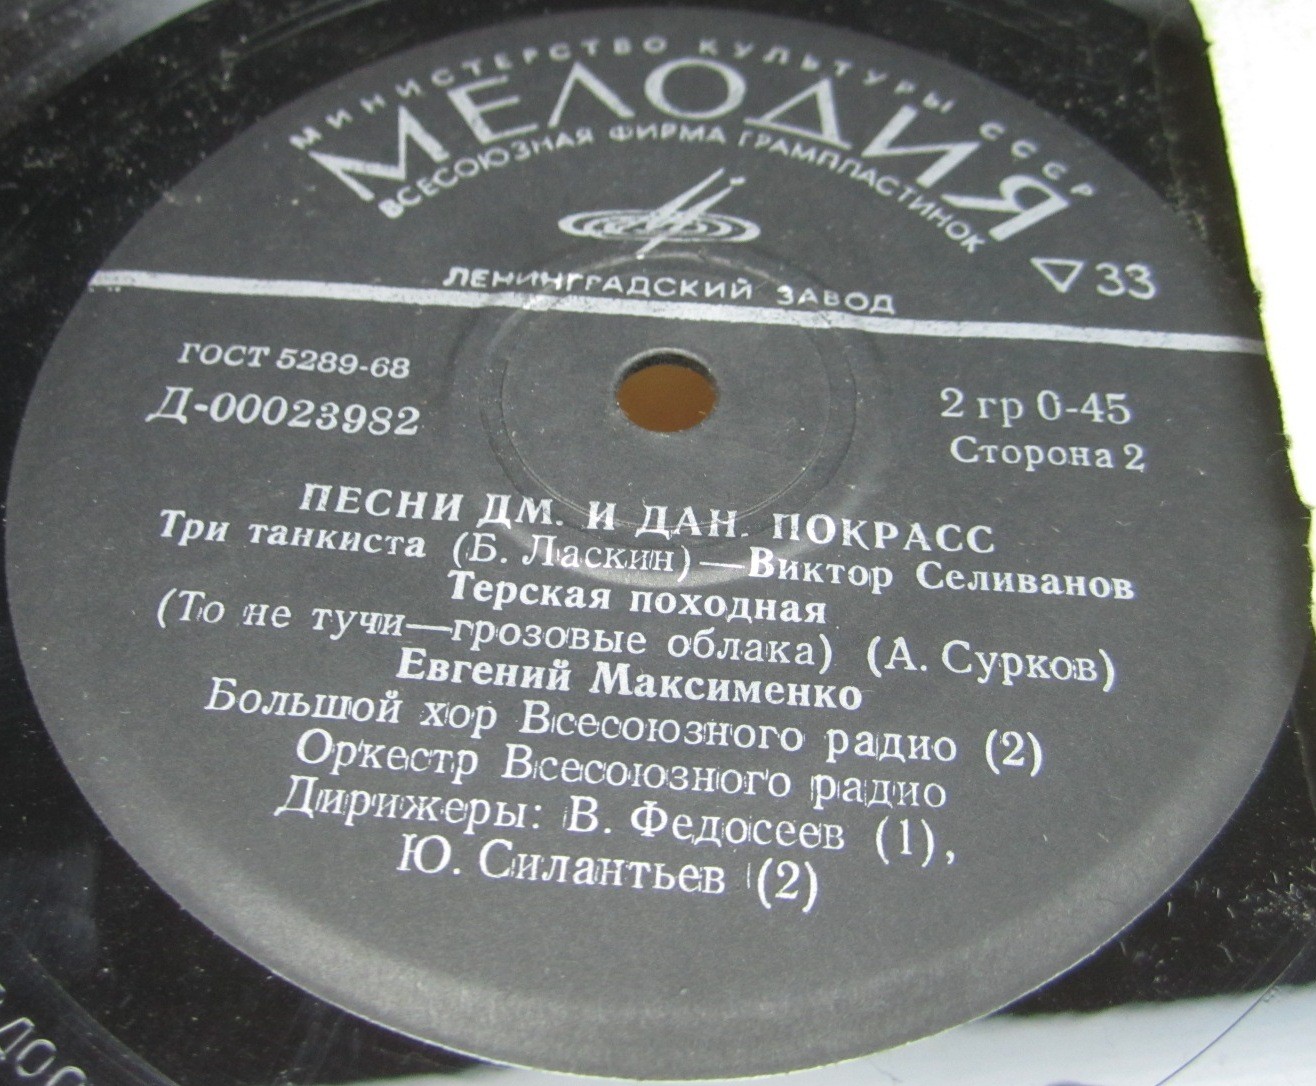 МИНИСТЕРСТВО КУЛЬТУРЫ СССР
МЕЛОДИЯ
ВСЕСОЮЗНАЯ ФИРМА ГРАМПЛАСТИНОК
▽33
ЛЕНИНГРАДСКИЙ ЗАВОД
ГОСТ 5289-68
Д-00023982
2 гр 0-45
Сторона 2
ПЕСНИ ДМ. И ДАН. ПОКРАСС
Три танкиста (Б. Ласкин)—Виктор Селиванов
Терская походная
(То не тучи—грозовые облака) (А. Сурков)
Евгений Максименко
Большой хор Всесоюзного радио (2)
Оркестр Всесоюзного радио
Дирижеры: В. Федосеев (1),
Ю. Силантьев (2)